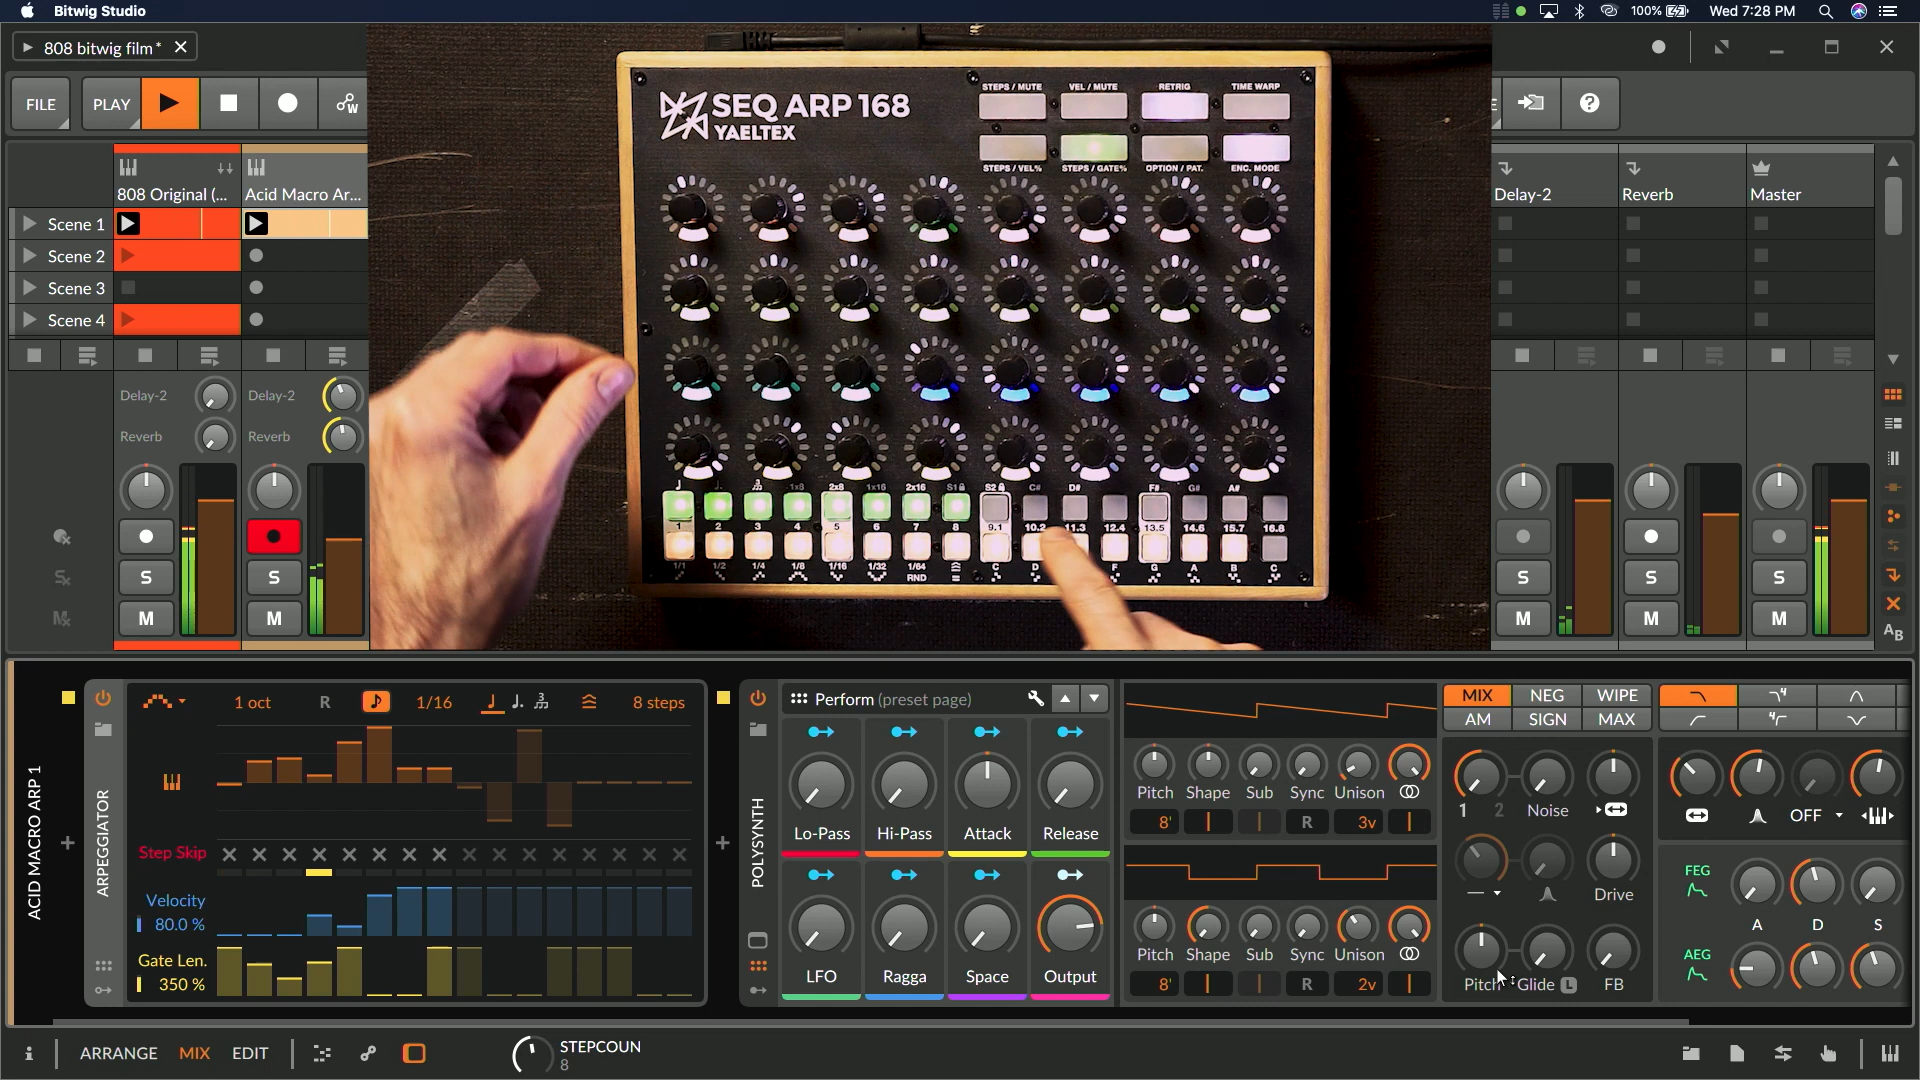 Bitwig Studio
100%
Wed 7:28 PM
808 bitwig film*
FILE
PLAY
808 Original (...
Acid Macro Ar...
Delay-2
Reverb
Master
Scene 1
Scene 2
Scene 3
Scene 4
Delay-2
Delay-2
Reverb
Reverb
S
S
S
S
S
M
M
M
M
M
SEQ ARP 168
YAELTEX
STEPS / MUTE
VEL / MUTE
RETRIG
TIME WARP
STEPS / VEL%
STEPS / GATE%
OPTION / PAT.
ENC. MODE
1x8
2x8
1x16
2x16
S1
S2
C#
D#
F#
G#
A#
1 2 3 4 5 6 7 8 9.1 10.2 11.3 12.4 13.5 14.6 15.7 16.8
1/1 1/2 1/4 1/8 1/16 1/32 1/64 C D F G A B C
RND
ACID MACRO ARP 1
ARPEGGIATOR
1 oct
R
1/16
8 steps
Step Skip
Velocity
80.0 %
Gate Len.
350 %
POLYSYNTH
Perform (preset page)
Lo-Pass
Hi-Pass
Attack
Release
LFO
Ragga
Space
Output
Pitch Shape Sub Sync Unison
8' R 3v
Pitch Shape Sub Sync Unison
8' R 2v
MIX NEG WIPE
AM SIGN MAX
1 2 Noise
Drive
Pitch Glide L FB
OFF
FEG
A D S
AEG
AB
ARRANGE
MIX
EDIT
STEPCOUN
8